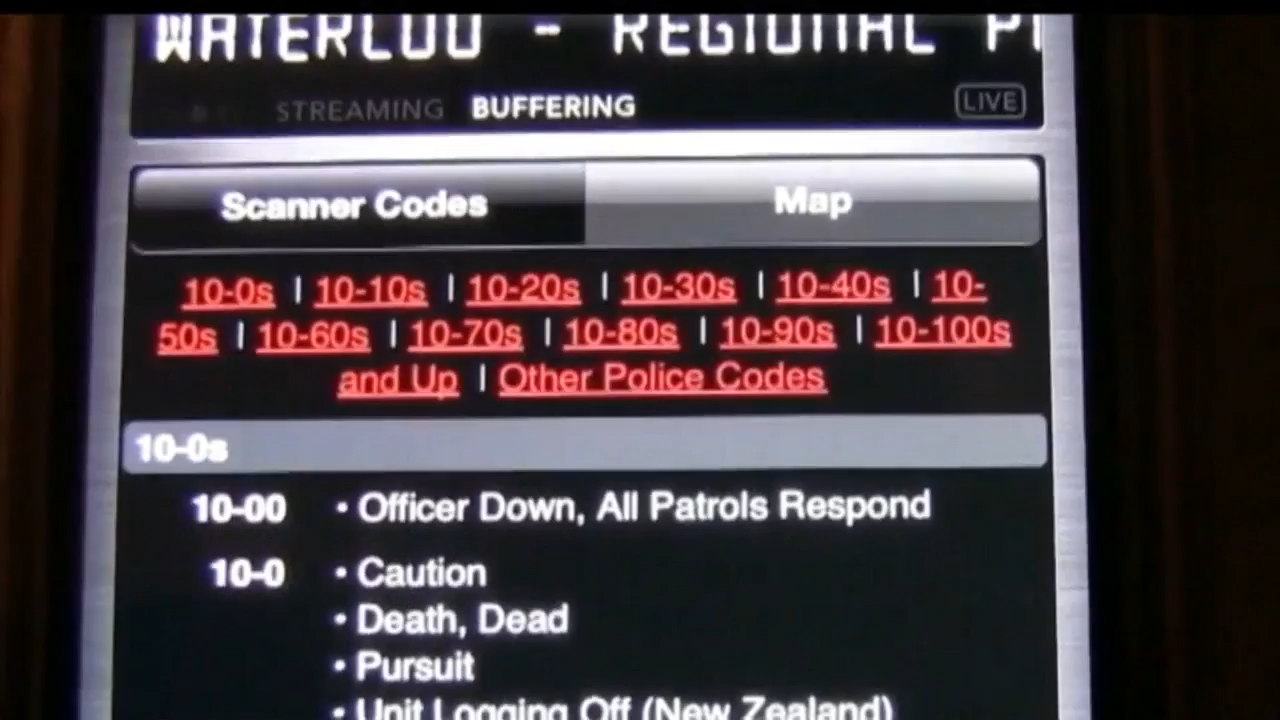 WATERLOO - REGIONAL
STREAMING BUFFERING LIVE
Scanner Codes Map
10-0s | 10-10s | 10-20s | 10-30s | 10-40s | 10-
50s | 10-60s | 10-70s | 10-80s | 10-90s | 10-100s
and Up | Other Police Codes
10-0s
10-00 • Officer Down, All Patrols Respond
10-0 • Caution
• Death, Dead
• Pursuit
• Unit Logging Off (New Zealand)